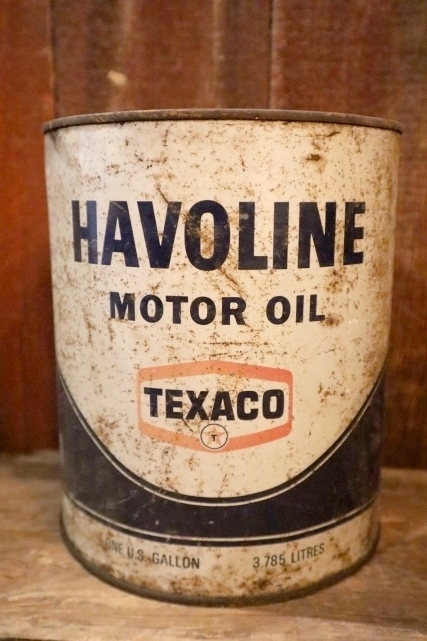 HAVOLINE
MOTOR OIL
TEXACO
T
ONE U.S. GALLON 3.785 LITRES